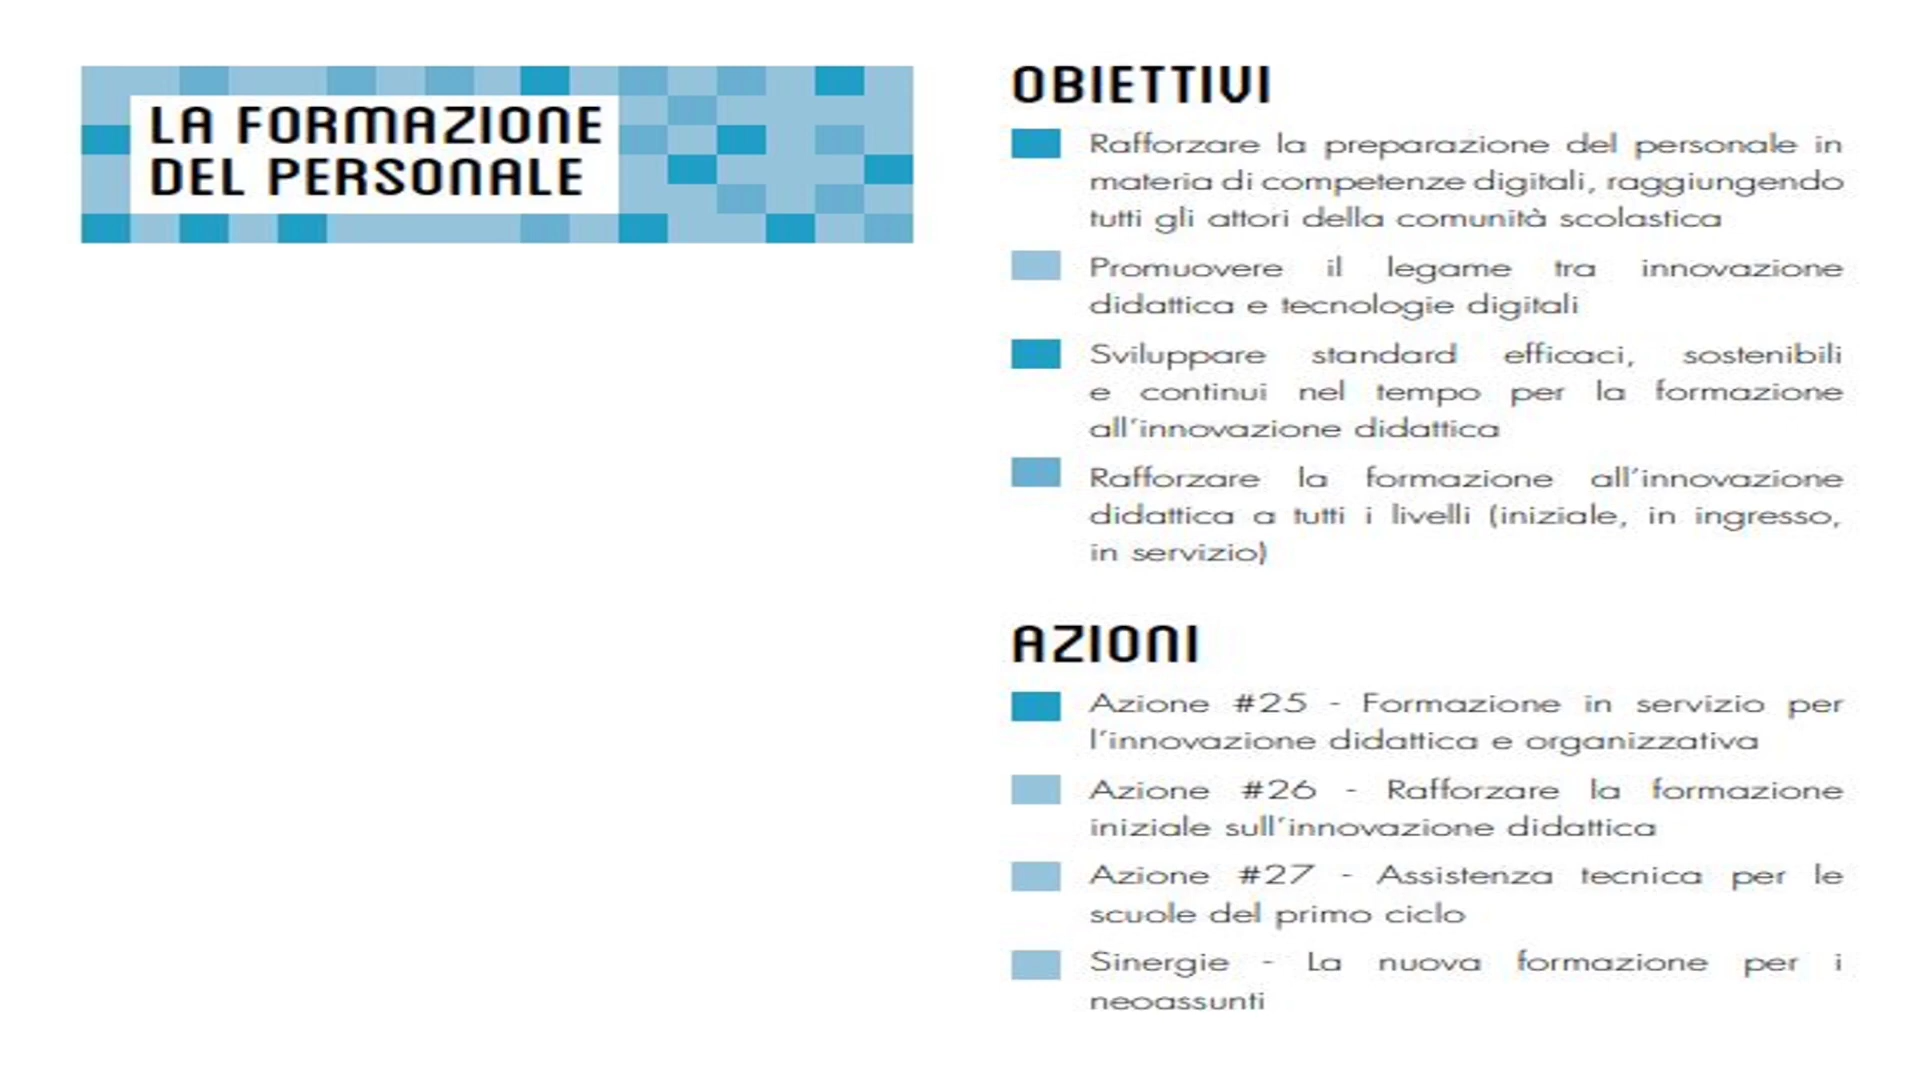 LA FORMAZIONE
DEL PERSONALE
OBIETTIVI
Rafforzare la preparazione del personale in
materia di competenze digitali, raggiungendo
tutti gli attori della comunità scolastica
Promuovere il legame tra innovazione
didattica e tecnologie digitali
Sviluppare standard efficaci, sostenibili
e continui nel tempo per la formazione
all'innovazione didattica
Rafforzare la formazione all'innovazione
didattica a tutti i livelli (iniziale, in ingresso,
in servizio)
AZIONI
Azione #25 - Formazione in servizio per
l'innovazione didattica e organizzativa
Azione #26 - Rafforzare la formazione
iniziale sull'innovazione didattica
Azione #27 - Assistenza tecnica per le
scuole del primo ciclo
Sinergie - La nuova formazione per i
neoassunti